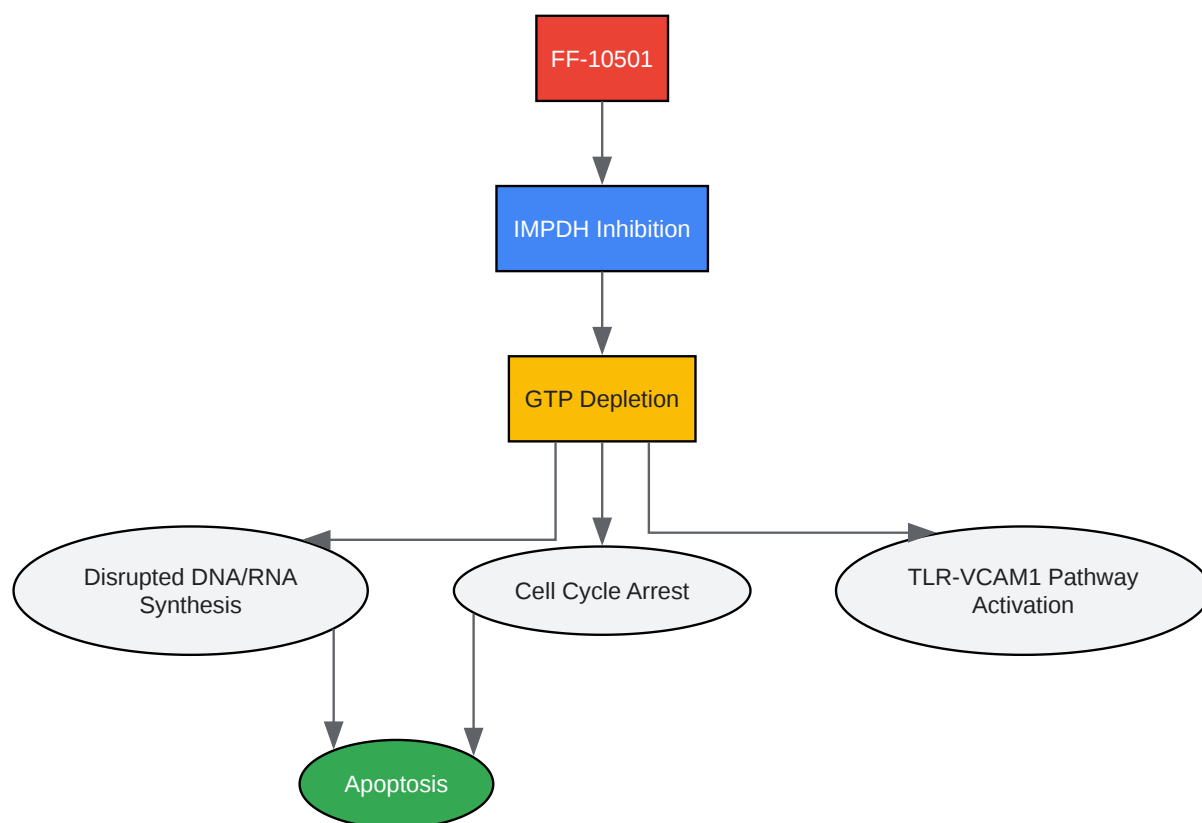 FF-10501
IMPDH Inhibition
GTP Depletion
Disrupted DNA/RNA
Synthesis
Cell Cycle Arrest
TLR-VCAM1 Pathway
Activation
Apoptosis